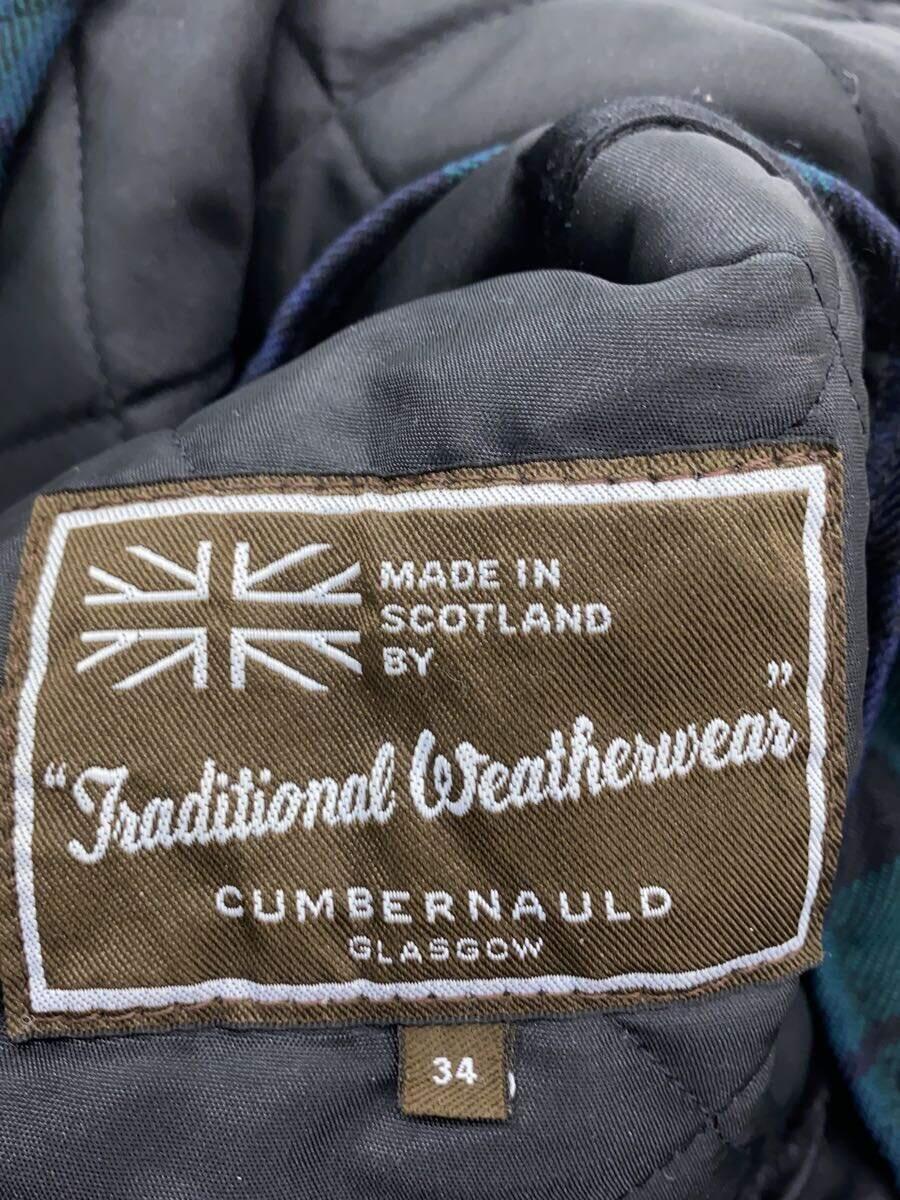 MADE IN
SCOTLAND
BY
“Traditional Weatherwear”
CUMBERNAULD
GLASGOW
34